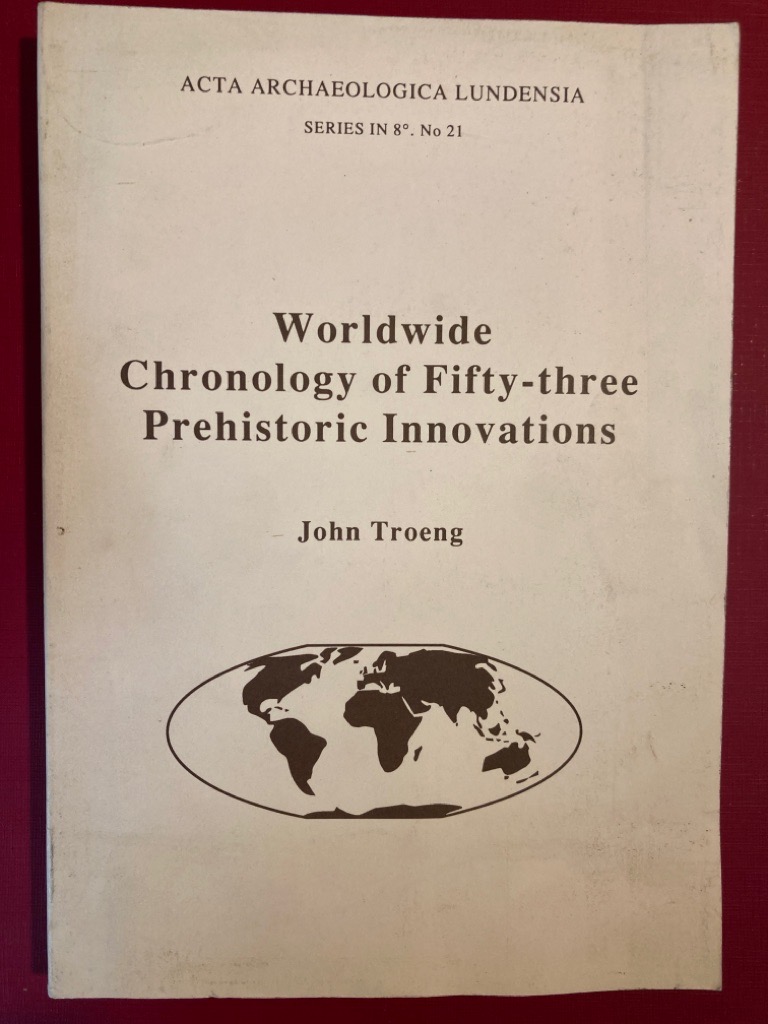 ACTA ARCHAEOLOGICA LUNDENSIA
SERIES IN 8°. No 21
Worldwide
Chronology of Fifty-three
Prehistoric Innovations
John Troeng